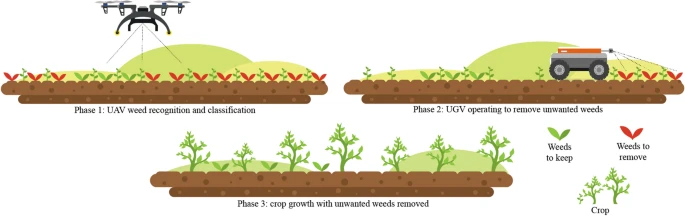 Phase 1: UAV weed recognition and classification
Phase 2: UGV operating to remove unwanted weeds
Weeds
to keep
Weeds to
remove
Phase 3: crop growth with unwanted weeds removed
Crop